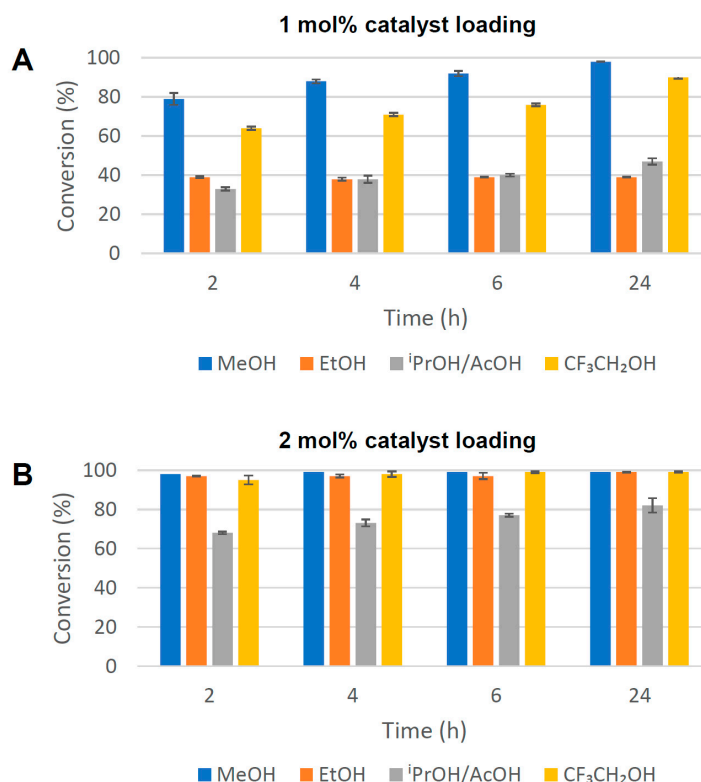 1 mol% catalyst loading
A
100
80
60
40
20
0
Conversion (%)
2 4 6 24
Time (h)
MeOH EtOH ⁱPrOH/AcOH CF₃CH₂OH
2 mol% catalyst loading
B
100
80
60
40
20
0
Conversion (%)
2 4 6 24
Time (h)
MeOH EtOH ⁱPrOH/AcOH CF₃CH₂OH